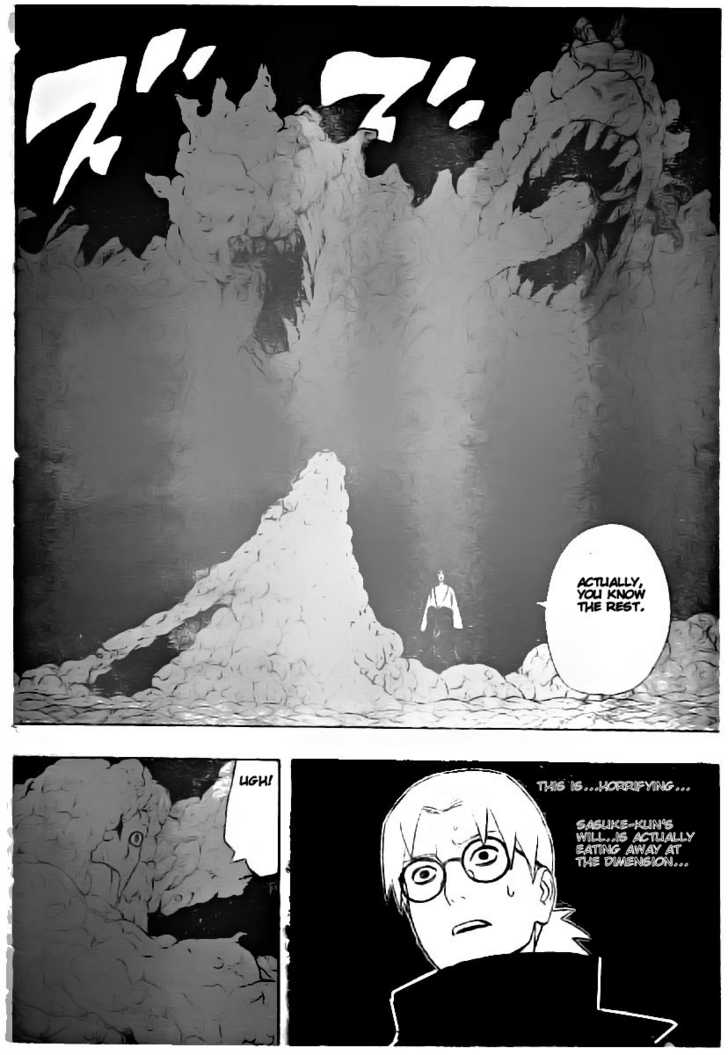 ズズ
ACTUALLY,
YOU KNOW
THE REST.
UGH!
THIS IS...HORRIFYING...
SASUKE-KUN'S
WILL..IS ACTUALLY
EATING AWAY AT
THE DIMENSION...